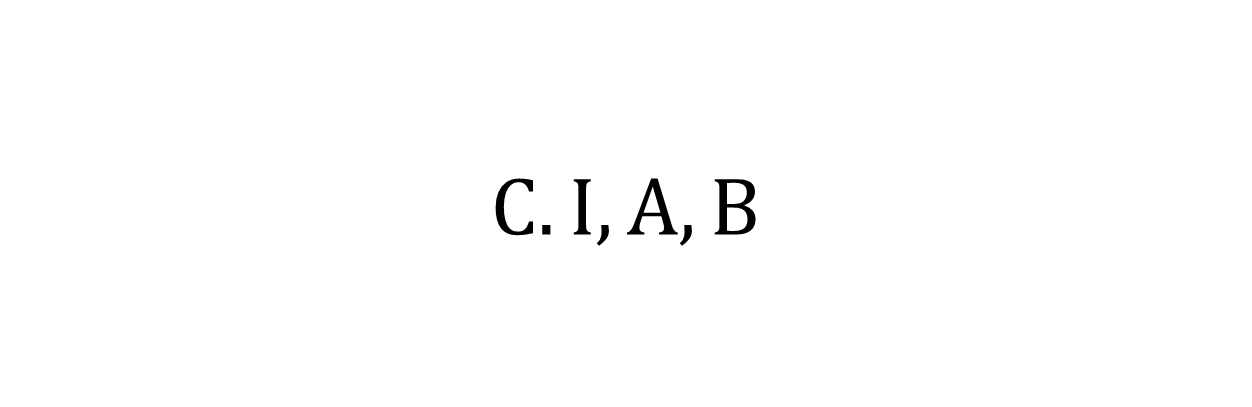 C. I, A, B